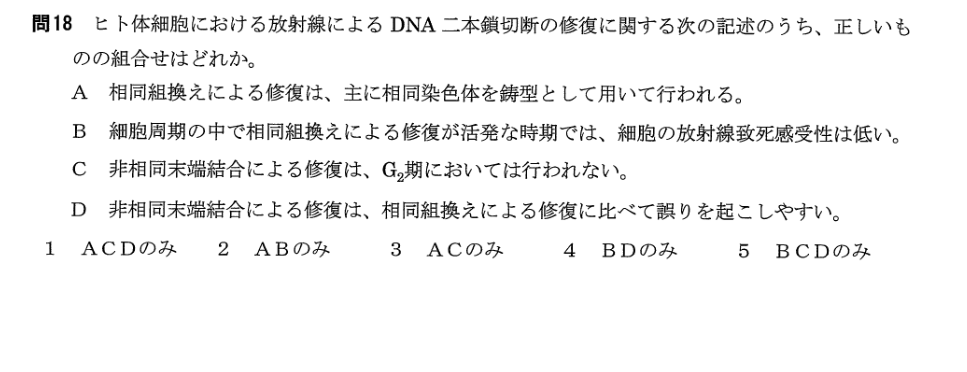 問18 ヒト体細胞における放射線による DNA 二本鎖切断の修復に関する次の記述のうち、正しいも
のの組合せはどれか。
A 相同組換えによる修復は、主に相同染色体を鋳型として用いて行われる。
B 細胞周期の中で相同組換えによる修復が活発な時期では、細胞の放射線致死感受性は低い。
C 非相同末端結合による修復は、G₂期においては行われない。
D 非相同末端結合による修復は、相同組換えによる修復に比べて誤りを起こしやすい。
1 ACDのみ 2 ABのみ 3 ACのみ 4 BDのみ 5 BCDのみ